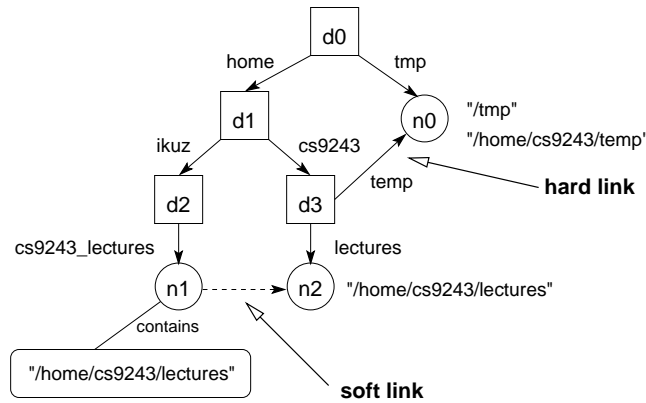 d0
home
tmp
d1
n0
"/tmp"
"/home/cs9243/temp"
ikuz
cs9243
temp
hard link
d2
d3
cs9243_lectures
lectures
n1
n2
"/home/cs9243/lectures"
contains
"/home/cs9243/lectures"
soft link